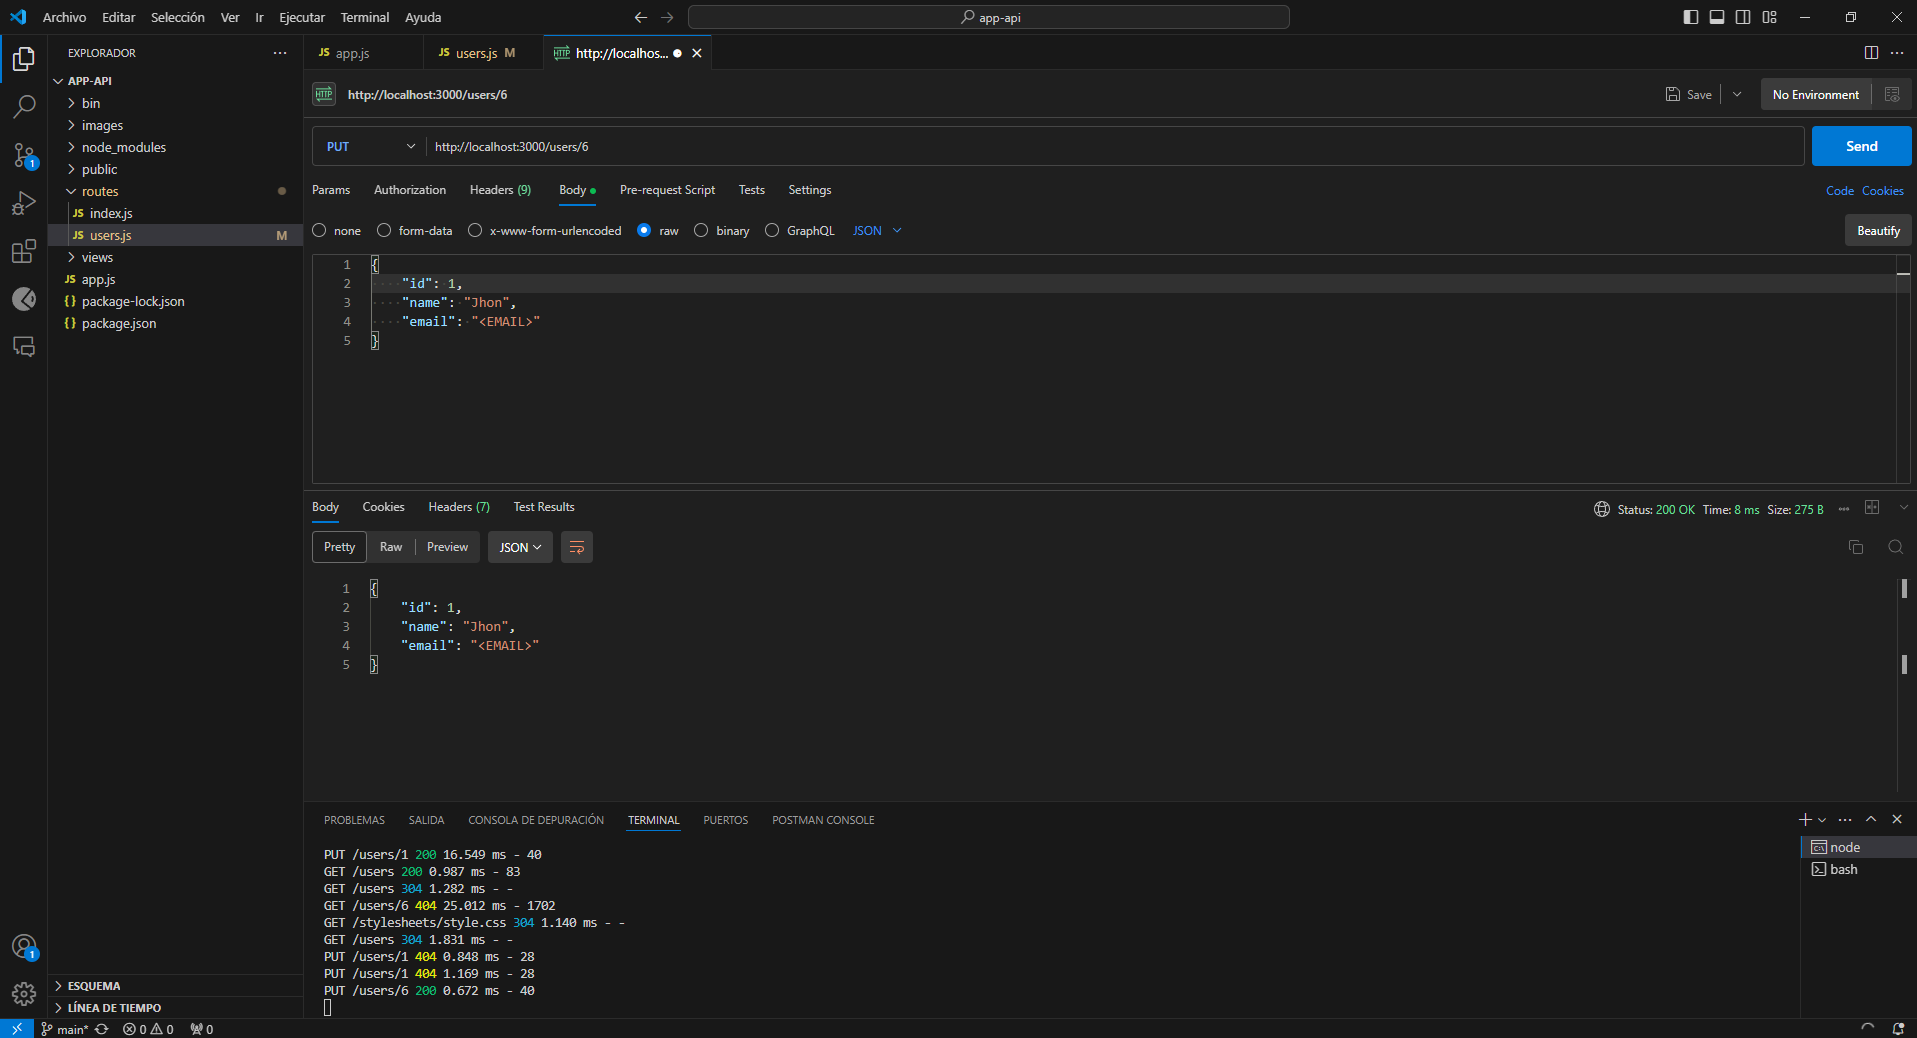 Archivo Editar Selección Ver Ir Ejecutar Terminal Ayuda
app-api
EXPLORADOR
APP-API
bin
images
node_modules
public
routes
JS index.js
JS users.js M
views
JS app.js
{} package-lock.json
{} package.json
ESQUEMA
LÍNEA DE TIEMPO
JS app.js
JS users.js M
HTTP http://localhos...
HTTP http://localhost:3000/users/6
Save
No Environment
PUT http://localhost:3000/users/6
Send
Params Authorization Headers (9) Body Pre-request Script Tests Settings
Code Cookies
none form-data x-www-form-urlencoded raw binary GraphQL JSON
Beautify
1 {
2 "id": 1,
3 "name": "Jhon",
4 "email": "<EMAIL>"
5 }
Body Cookies Headers (7) Test Results
Status: 200 OK Time: 8 ms Size: 275 B
Pretty Raw Preview JSON
1 {
2 "id": 1,
3 "name": "Jhon",
4 "email": "<EMAIL>"
5 }
PROBLEMAS SALIDA CONSOLA DE DEPURACIÓN TERMINAL PUERTOS POSTMAN CONSOLE
PUT /users/1 200 16.549 ms - 40
GET /users 200 0.987 ms - 83
GET /users 304 1.282 ms - -
GET /users/6 404 25.012 ms - 1702
GET /stylesheets/style.css 304 1.140 ms - -
GET /users 304 1.831 ms - -
PUT /users/1 404 0.848 ms - 28
PUT /users/1 404 1.169 ms - 28
PUT /users/6 200 0.672 ms - 40
node
bash
1
1
main* 0 0 0